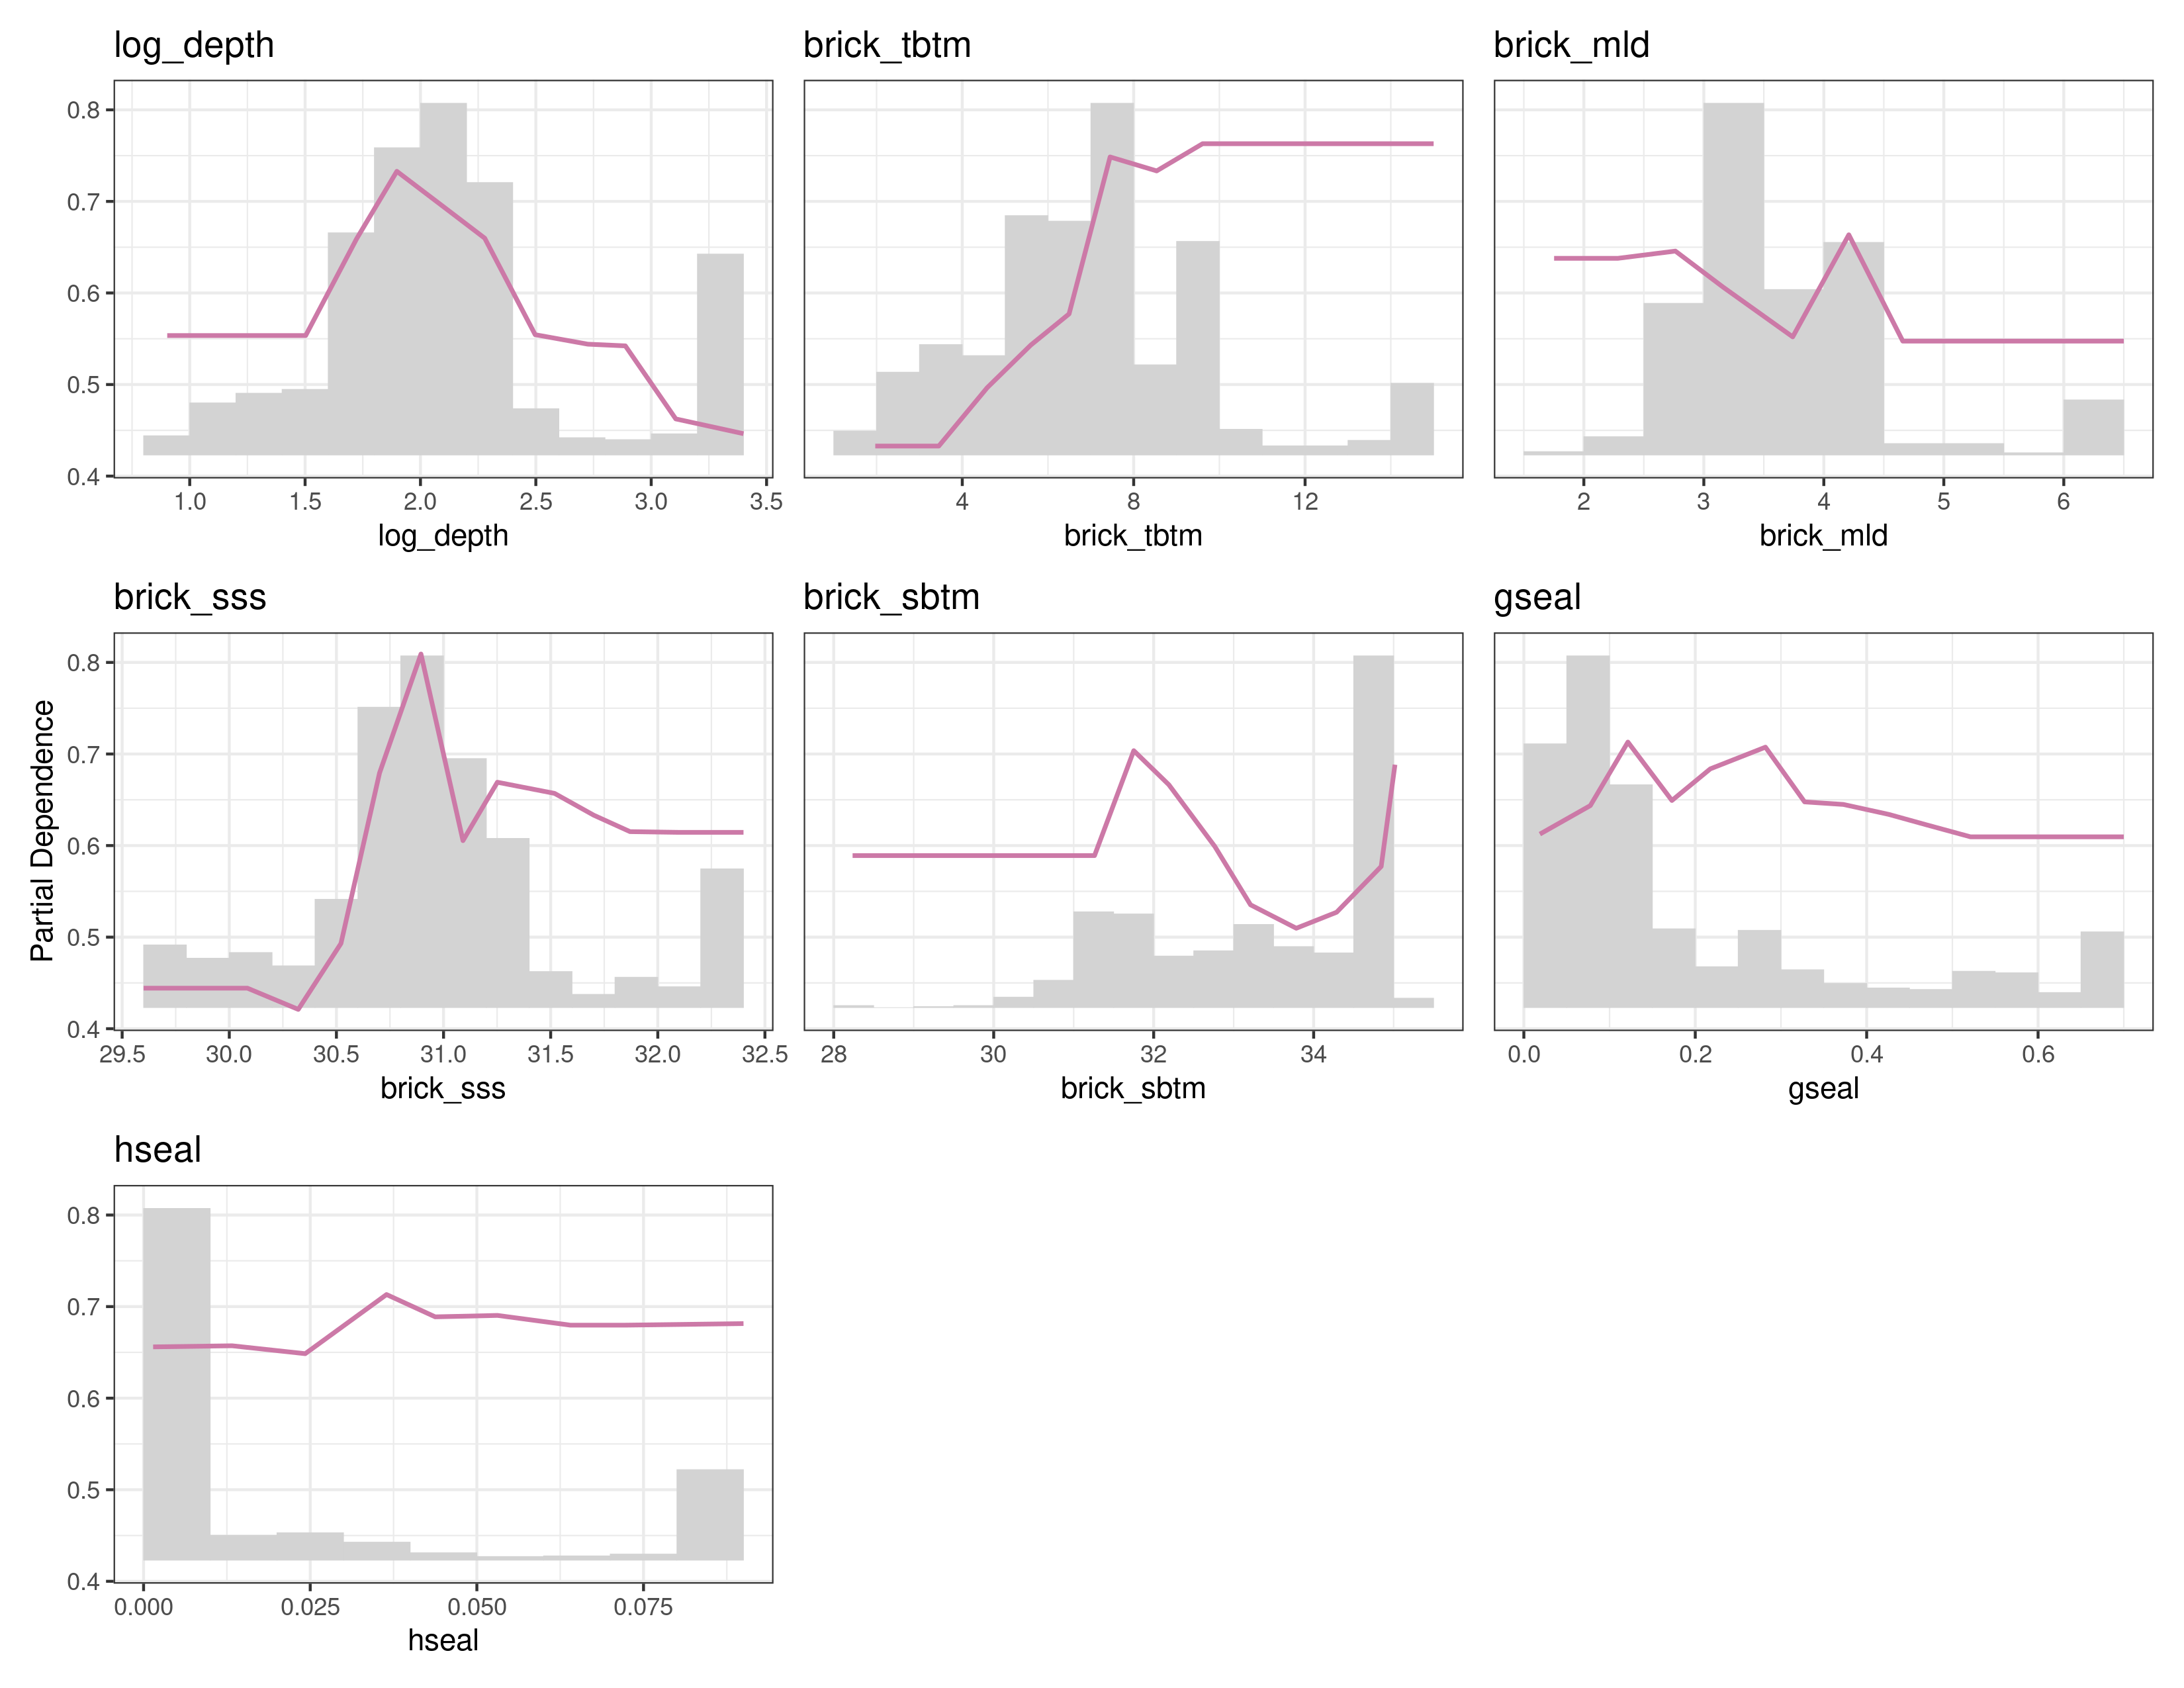 log_depth
brick_tbtm
brick_mld
0.8
0.7
0.6
0.5
0.4
1.0 1.5 2.0 2.5 3.0 3.5
4 8 12
2 3 4 5 6
log_depth
brick_tbtm
brick_mld
brick_sss
brick_sbtm
gseal
Partial Dependence
0.8
0.7
0.6
0.5
0.4
29.5 30.0 30.5 31.0 31.5 32.0 32.5
28 30 32 34
0.0 0.2 0.4 0.6
brick_sss
brick_sbtm
gseal
hseal
0.8
0.7
0.6
0.5
0.4
0.000 0.025 0.050 0.075
hseal